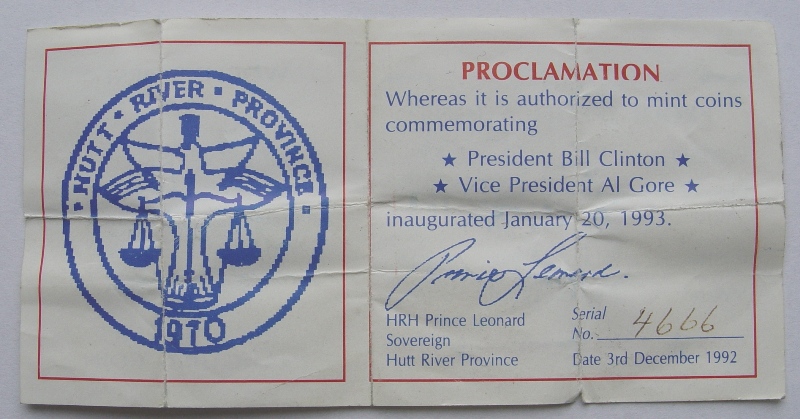 HUTT • RIVER • PROVINCE
1970
PROCLAMATION
Whereas it is authorized to mint coins
commemorating
★ President Bill Clinton ★
★ Vice President Al Gore ★
inaugurated January 20, 1993.
Prince Leonard.
HRH Prince Leonard
Sovereign
Hutt River Province
Serial
No. 4666
Date 3rd December 1992